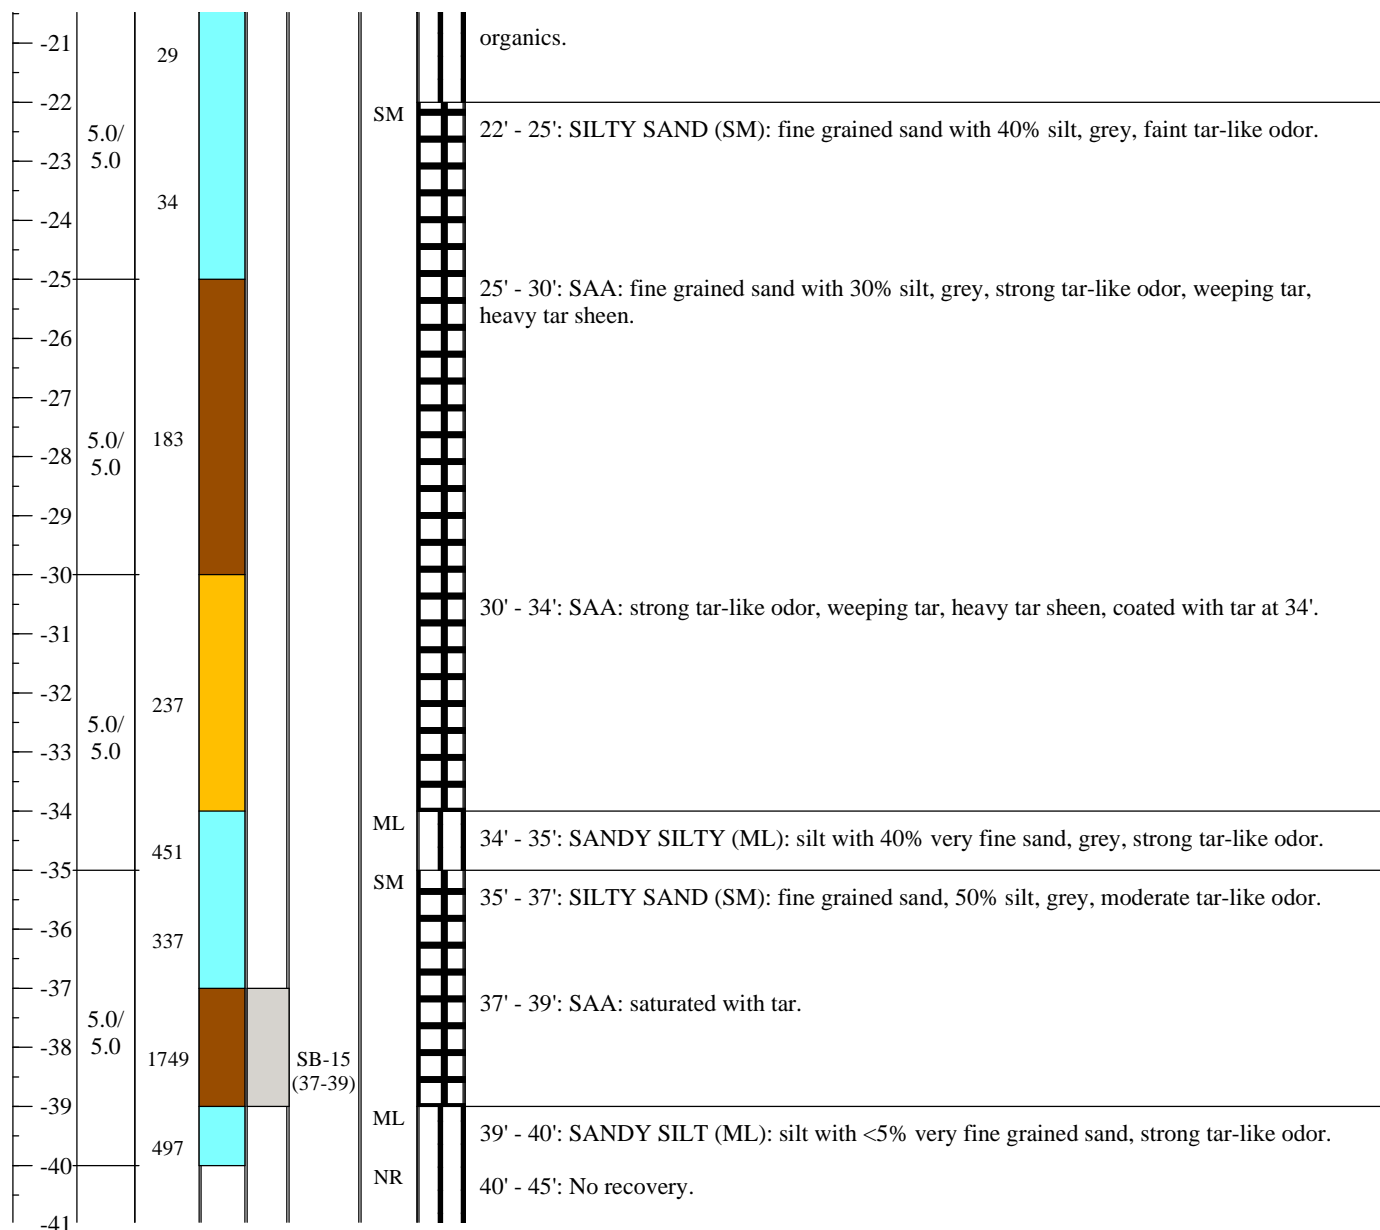 -21
29
organics.
-22
SM
22' - 25': SILTY SAND (SM): fine grained sand with 40% silt, grey, faint tar-like odor.
5.0/
5.0
-23
34
-24
-25
25' - 30': SAA: fine grained sand with 30% silt, grey, strong tar-like odor, weeping tar,
heavy tar sheen.
-26
-27
5.0/
5.0
183
-28
-29
-30
30' - 34': SAA: strong tar-like odor, weeping tar, heavy tar sheen, coated with tar at 34'.
-31
-32
237
5.0/
5.0
-33
-34
ML
34' - 35': SANDY SILTY (ML): silt with 40% very fine sand, grey, strong tar-like odor.
451
-35
SM
35' - 37': SILTY SAND (SM): fine grained sand, 50% silt, grey, moderate tar-like odor.
-36
337
-37
37' - 39': SAA: saturated with tar.
5.0/
5.0
-38
1749
SB-15
(37-39)
-39
ML
39' - 40': SANDY SILT (ML): silt with <5% very fine grained sand, strong tar-like odor.
497
-40
NR
40' - 45': No recovery.
-41